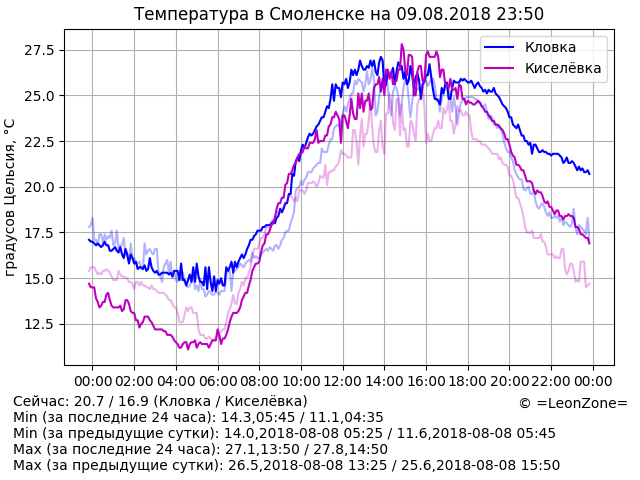 Температура в Смоленске на 09.08.2018 23:50
градусов Цельсия, °C
27.5
25.0
22.5
20.0
17.5
15.0
12.5
Кловка
Киселёвка
00:00 02:00 04:00 06:00 08:00 10:00 12:00 14:00 16:00 18:00 20:00 22:00 00:00
Сейчас: 20.7 / 16.9 (Кловка / Киселёвка)
© =LeonZone=
Min (за последние 24 часа): 14.3,05:45 / 11.1,04:35
Min (за предыдущие сутки): 14.0,2018-08-08 05:25 / 11.6,2018-08-08 05:45
Max (за последние 24 часа): 27.1,13:50 / 27.8,14:50
Max (за предыдущие сутки): 26.5,2018-08-08 13:25 / 25.6,2018-08-08 15:50